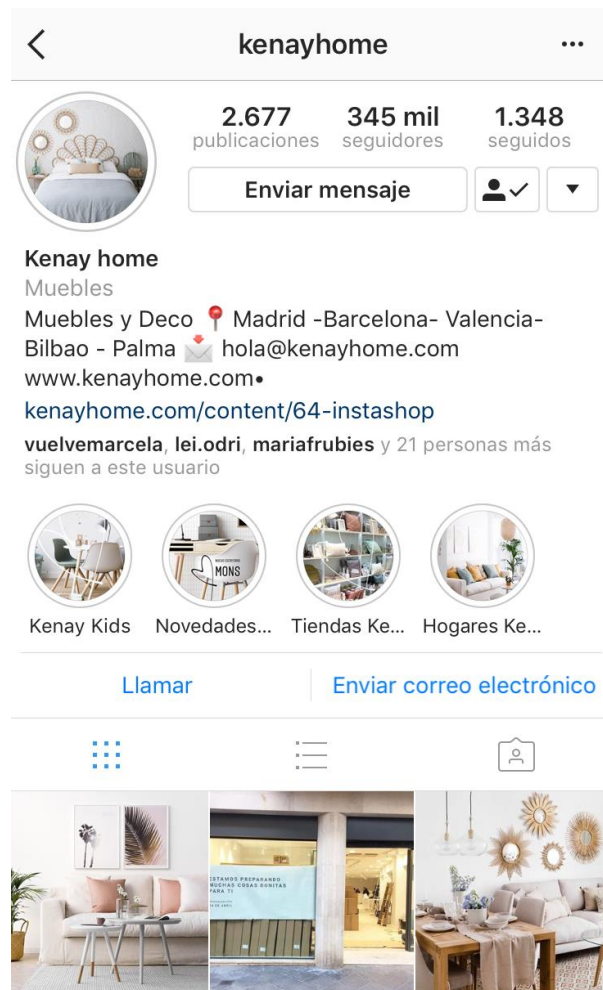 kenayhome
2.677 345 mil 1.348
publicaciones seguidores seguidos
Enviar mensaje
Kenay home
Muebles
Muebles y Deco 📍 Madrid -Barcelona- Valencia-
Bilbao - Palma 📩 hola@kenayhome.com
www.kenayhome.com•
kenayhome.com/content/64-instashop
vuelvemarcela, lei.odri, mariafrubies y 21 personas más
siguen a este usuario
MONS
Kenay Kids Novedades... Tiendas Ke... Hogares Ke...
Llamar Enviar correo electrónico
ESTAMOS PREPARANDO
MUCHAS COSAS BONITAS
PARA TI